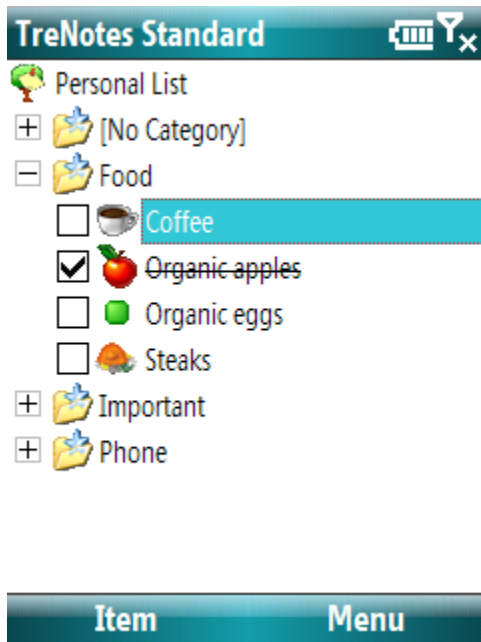 TreNotes Standard
Personal List
[No Category]
Food
Coffee
Organic apples
Organic eggs
Steaks
Important
Phone
Item Menu